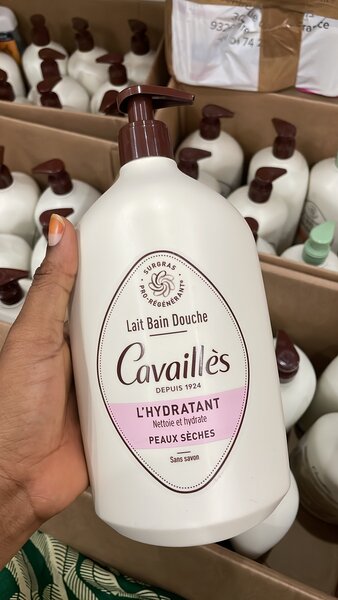 SURGRAS
PRO-RÉGÉNÉRANT
Lait Bain Douche
Cavaillès
DEPUIS 1924
L'HYDRATANT
Nettoie et hydrate
PEAUX SÈCHES
Sans savon